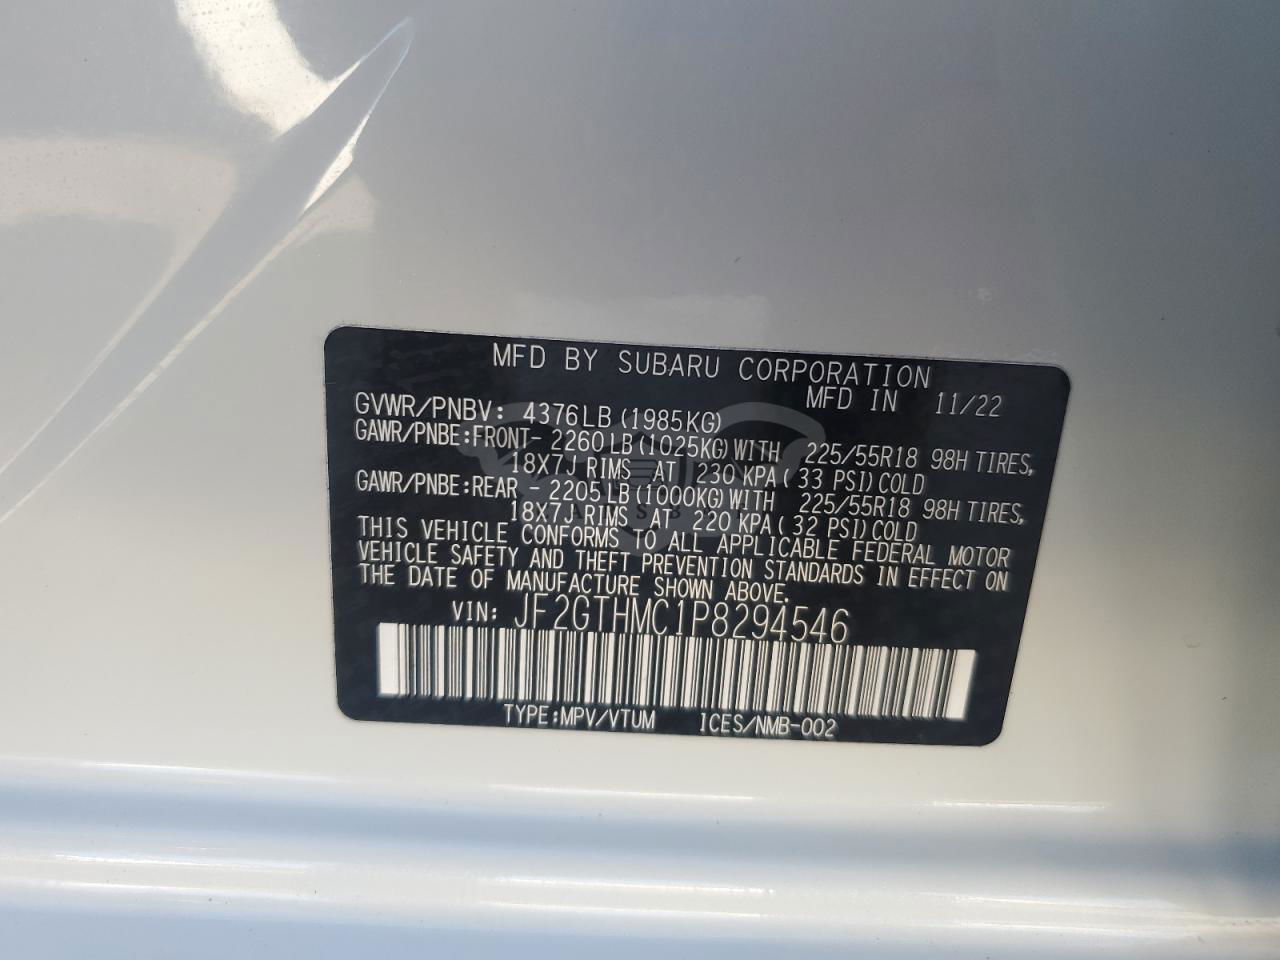 MFD BY SUBARU CORPORATION
MFD IN 11/22
GVWR/PNBV: 4376LB(1985KG)
GAWR/PNBE:FRONT- 2260LB(1025KG)WITH 225/55R18 98H TIRES,
18X7J RIMS AT 230 KPA( 33 PSI)COLD
GAWR/PNBE:REAR - 2205LB(1000KG)WITH 225/55R18 98H TIRES,
18X7J RIMS AT 220 KPA( 32 PSI)COLD
THIS VEHICLE CONFORMS TO ALL APPLICABLE FEDERAL MOTOR
VEHICLE SAFETY AND THEFT PREVENTION STANDARDS IN EFFECT ON
THE DATE OF MANUFACTURE SHOWN ABOVE.
VIN: JF2GTHMC1P8294546
TYPE:MPV/VTUM ICES/NMB-002